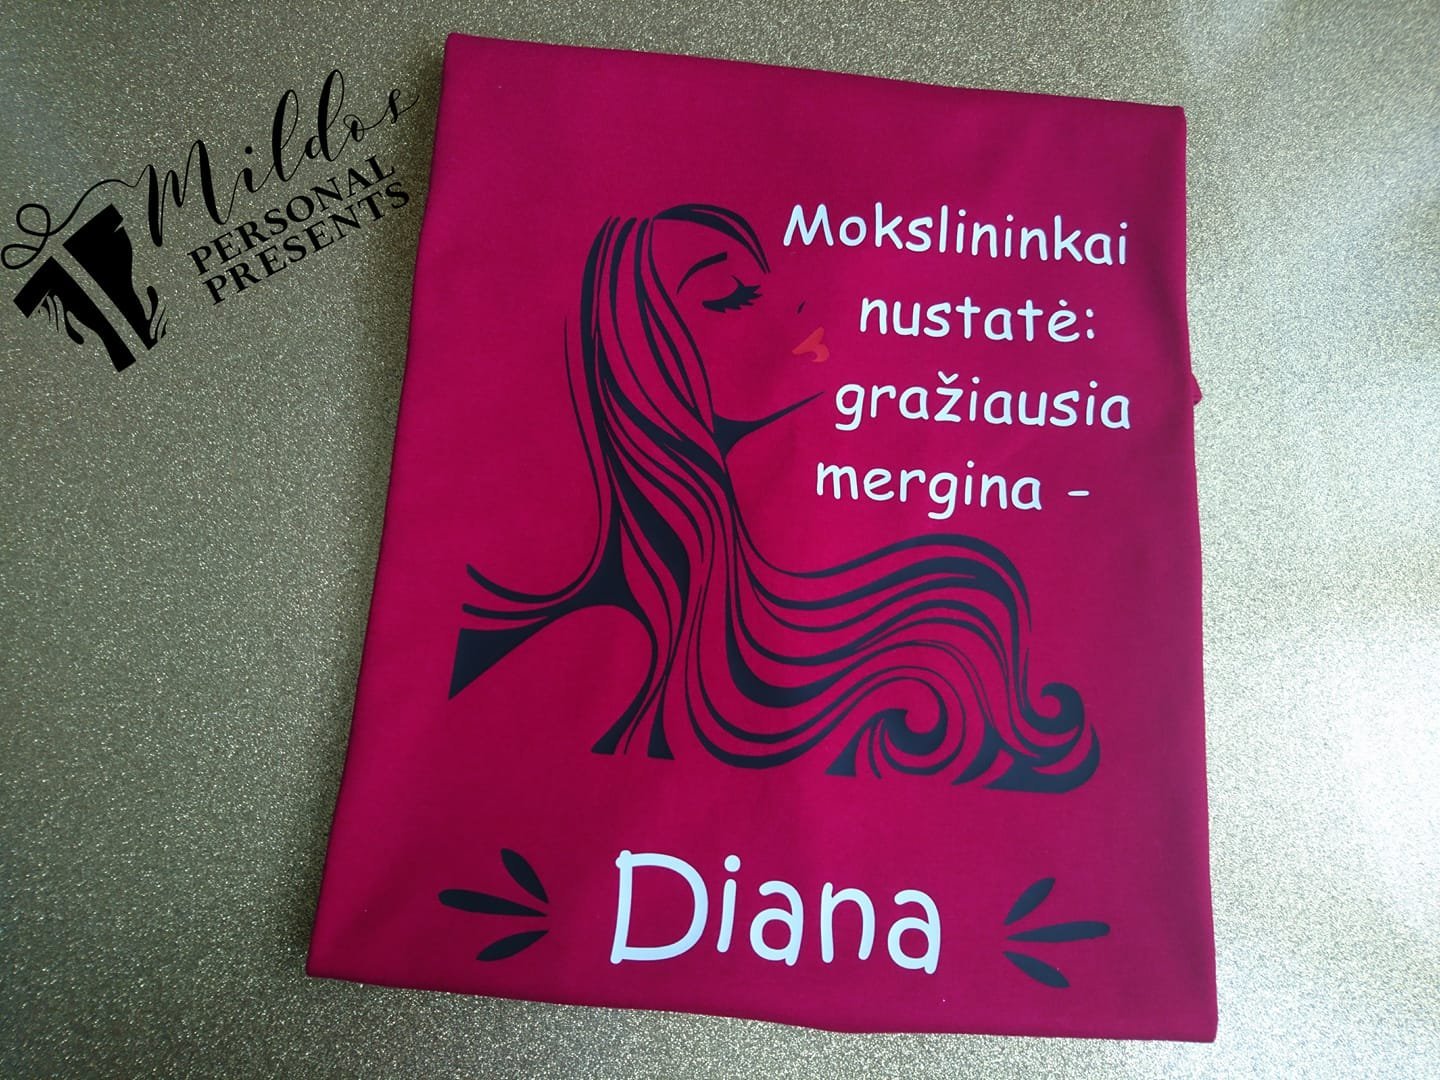 Mildos
PERSONAL
PRESENTS
Mokslininkai
nustatė:
gražiausia
mergina -
Diana